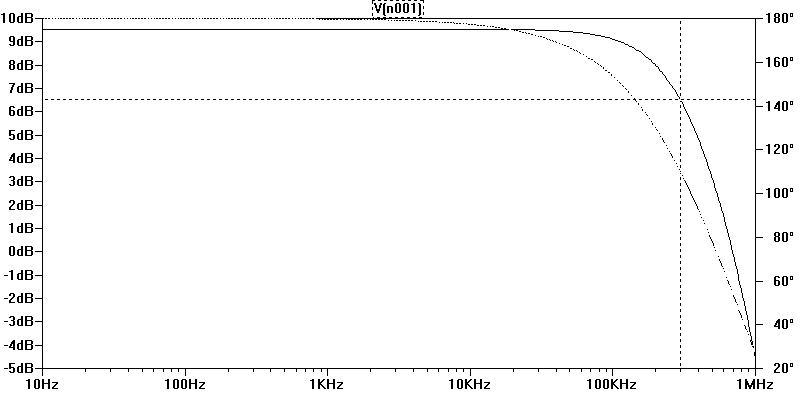 V[n001]
10dB
9dB
8dB
7dB
6dB
5dB
4dB
3dB
2dB
1dB
0dB
-1dB
-2dB
-3dB
-4dB
-5dB
180°
160°
140°
120°
100°
80°
60°
40°
20°
10Hz 100Hz 1KHz 10KHz 100KHz 1MHz